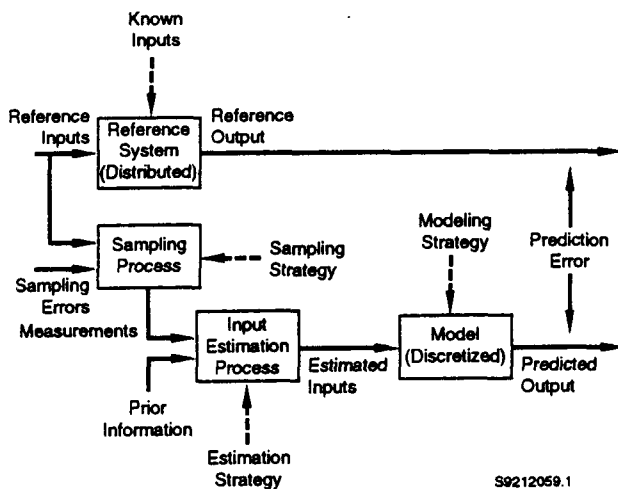 Known
Inputs
Reference
Inputs
Reference
System
(Distributed)
Reference
Output
Sampling
Process
Sampling
Strategy
Sampling
Errors
Modeling
Strategy
Prediction
Error
Measurements
Input
Estimation
Process
Estimated
Inputs
Model
(Discretized)
Predicted
Output
Prior
Information
Estimation
Strategy
S9212059.1